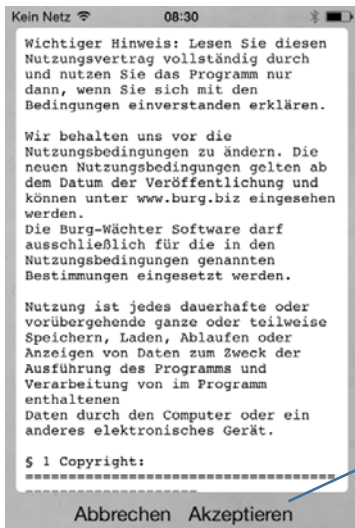 Kein Netz 08:30
Wichtiger Hinweis: Lesen Sie diesen
Nutzungsvertrag vollständig durch
und nutzen Sie das Programm nur
dann, wenn Sie sich mit den
Bedingungen einverstanden erklären.
Wir behalten uns vor die
Nutzungsbedingungen zu ändern. Die
neuen Nutzungsbedingungen gelten ab
dem Datum der Veröffentlichung und
können unter www.burg.biz eingesehen
werden.
Die Burg-Wächter Software darf
ausschließlich für die in den
Nutzungsbedingungen genannten
Bestimmungen eingesetzt werden.
Nutzung ist jedes dauerhafte oder
vorübergehende ganze oder teilweise
Speichern, Laden, Ablaufen oder
Anzeigen von Daten zum Zweck der
Ausführung des Programms und
Verarbeitung von im Programm
enthaltenen
Daten durch den Computer oder ein
anderes elektronisches Gerät.
§ 1 Copyright:
Abbrechen Akzeptieren